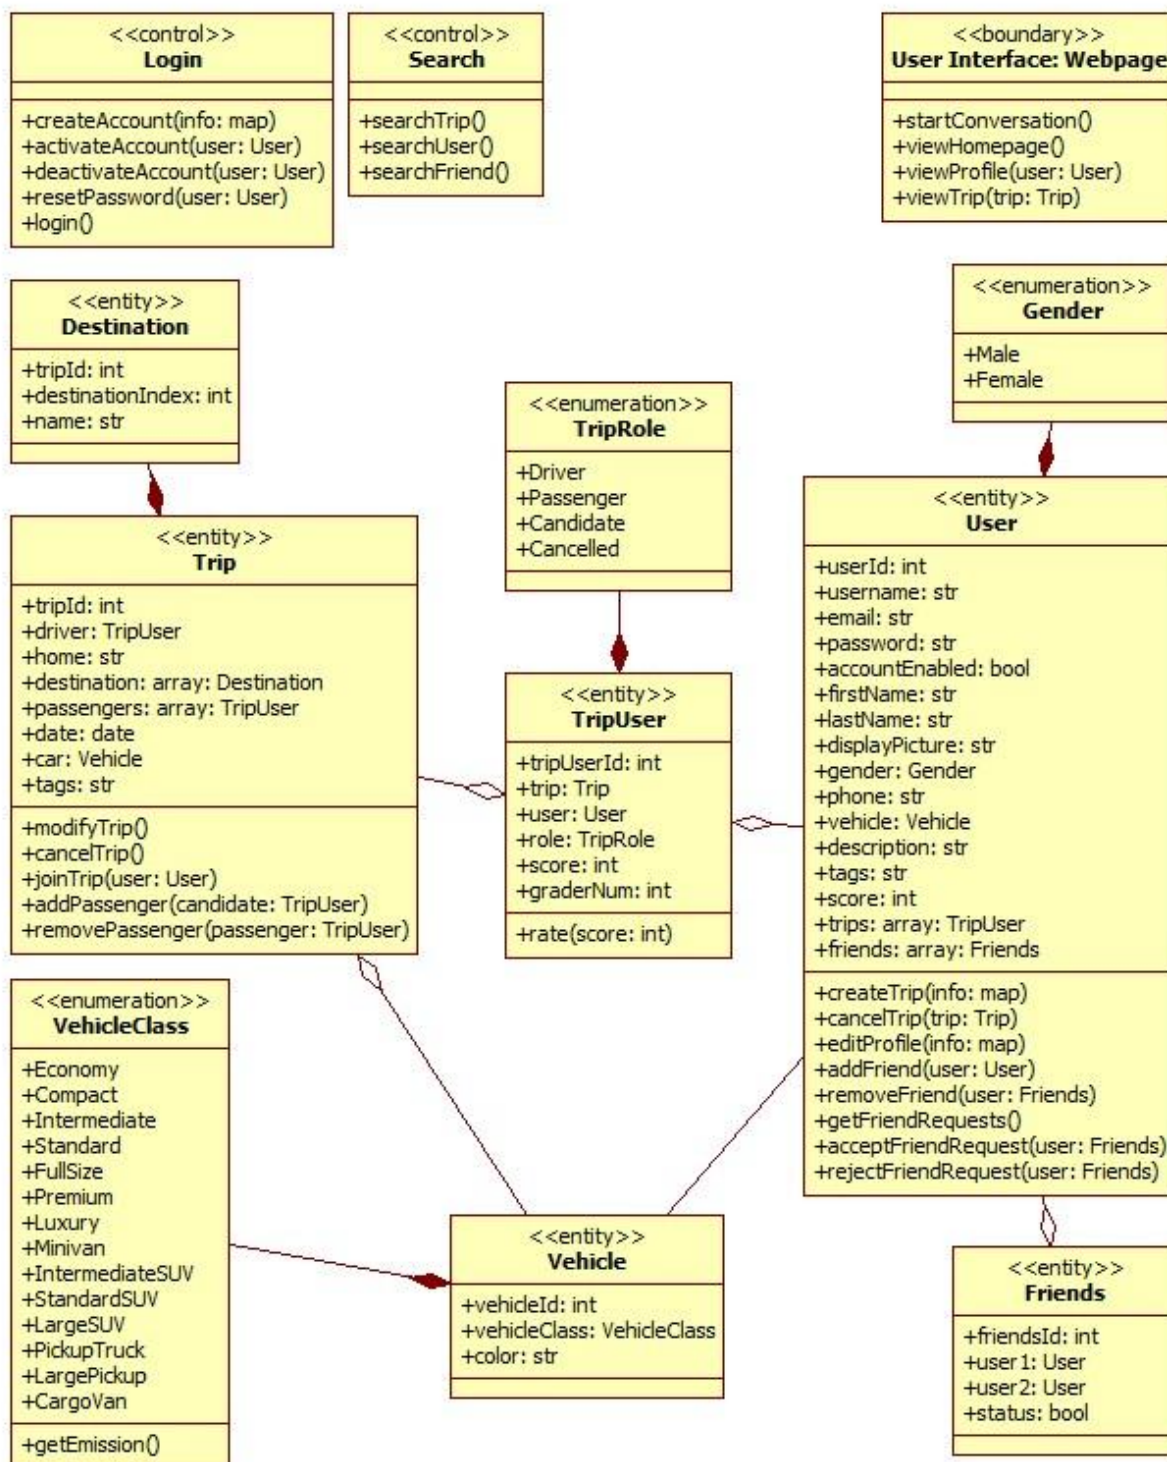 <<control>>
Login
+createAccount(info: map)
+activateAccount(user: User)
+deactivateAccount(user: User)
+resetPassword(user: User)
+login()
<<control>>
Search
+searchTrip()
+searchUser()
+searchFriend()
<<boundary>>
User Interface: Webpage
+startConversation()
+viewHomepage()
+viewProfile(user: User)
+viewTrip(trip: Trip)
<<entity>>
Destination
+tripId: int
+destinationIndex: int
+name: str
<<enumeration>>
TripRole
+Driver
+Passenger
+Candidate
+Cancelled
<<enumeration>>
Gender
+Male
+Female
<<entity>>
Trip
+tripId: int
+driver: TripUser
+home: str
+destination: array: Destination
+passengers: array: TripUser
+date: date
+car: Vehicle
+tags: str
+modifyTrip()
+cancelTrip()
+joinTrip(user: User)
+addPassenger(candidate: TripUser)
+removePassenger(passenger: TripUser)
<<entity>>
TripUser
+tripUserId: int
+trip: Trip
+user: User
+role: TripRole
+score: int
+graderNum: int
+rate(score: int)
<<entity>>
User
+userId: int
+username: str
+email: str
+password: str
+accountEnabled: bool
+firstName: str
+lastName: str
+displayPicture: str
+gender: Gender
+phone: str
+vehicle: Vehicle
+description: str
+tags: str
+score: int
+trips: array: TripUser
+friends: array: Friends
+createTrip(info: map)
+cancelTrip(trip: Trip)
+editProfile(info: map)
+addFriend(user: User)
+removeFriend(user: Friends)
+getFriendRequests()
+acceptFriendRequest(user: Friends)
+rejectFriendRequest(user: Friends)
<<enumeration>>
VehicleClass
+Economy
+Compact
+Intermediate
+Standard
+FullSize
+Premium
+Luxury
+Minivan
+IntermediateSUV
+StandardSUV
+LargeSUV
+PickupTruck
+LargePickup
+CargoVan
+getEmission()
<<entity>>
Vehicle
+vehicleId: int
+vehicleClass: VehicleClass
+color: str
<<entity>>
Friends
+friendsId: int
+user1: User
+user2: User
+status: bool